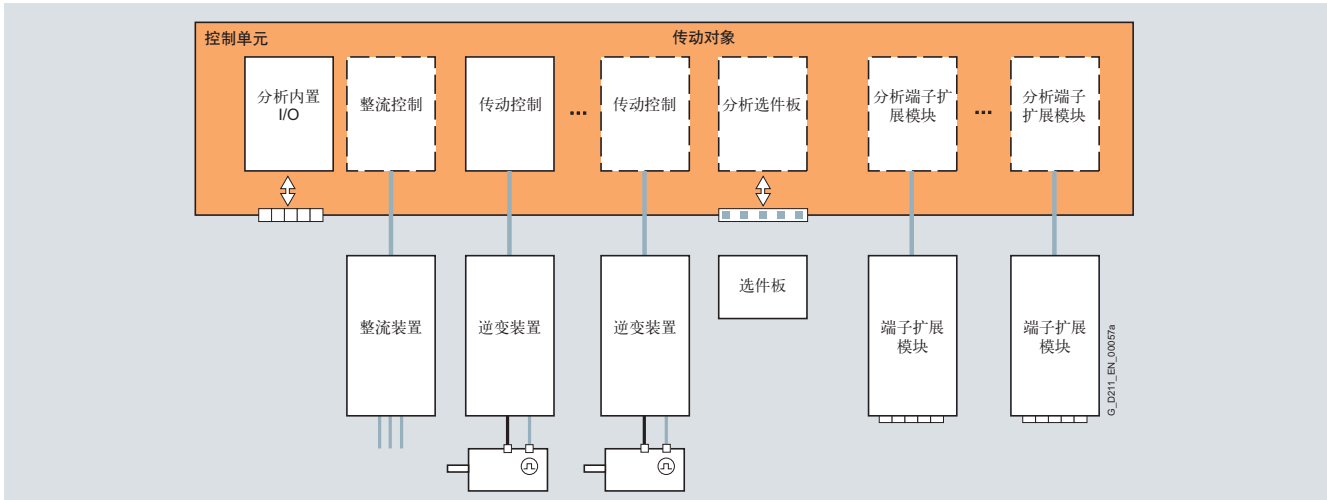 控制单元
传动对象
分析内置
I/O
整流控制
传动控制
...
传动控制
分析选件板
分析端子扩
展模块
...
分析端子
扩展模块
整流装置
逆变装置
逆变装置
选件板
端子扩展
模块
端子扩展
模块
G_D211_EN_00057a